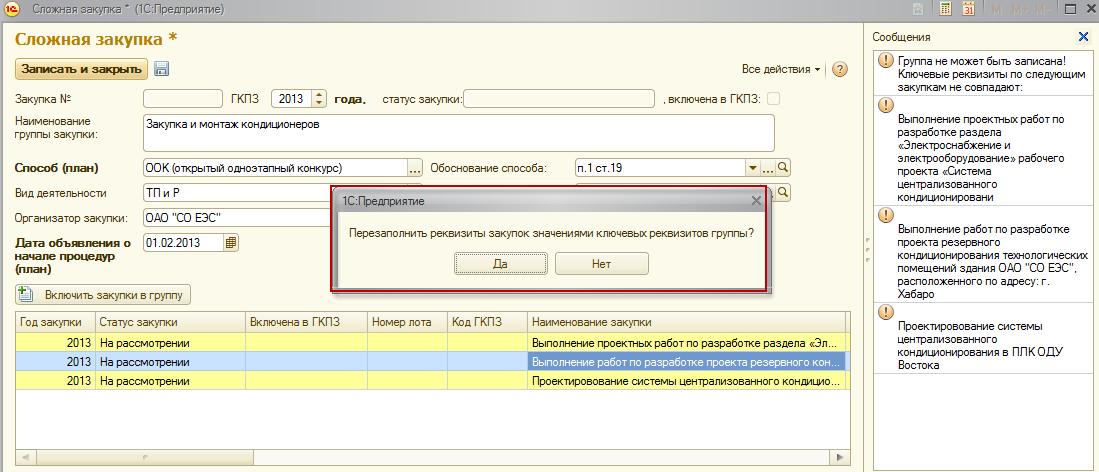 Сложная закупка * (1С:Предприятие)
M M+ M-
Сложная закупка *
Записать и закрыть
Все действия
Закупка №
ГКПЗ 2013 года, статус закупки: , включена в ГКПЗ:
Наименование
группы закупки:
Закупка и монтаж кондиционеров
Способ (план) ООК (открытый одноэтапный конкурс) ... Обоснование способа: п.1 ст.19 ...
Вид деятельности ТП и Р
Организатор закупки: ОАО "СО ЕЭС"
Дата объявления о
начале процедур
(план)
01.02.2013
1С:Предприятие
Перезаполнить реквизиты закупок значениями ключевых реквизитов группы?
Да Нет
Включить закупки в группу
Год закупки Статус закупки Включена в ГКПЗ Номер лота Код ГКПЗ Наименование закупки
2013 На рассмотрении Выполнение проектных работ по разработке раздела «Эл...
2013 На рассмотрении Выполнение работ по разработке проекта резервного кон...
2013 На рассмотрении Проектировование системы централизованного кондицио...
Сообщения
Группа не может быть записана!
Ключевые реквизиты по следующим
закупкам не совпадают:
Выполнение проектных работ по
разработке раздела
«Электроснабжение и
электрооборудование» рабочего
проекта «Система
централизованного
кондиционировани
Выполнение работ по разработке
проекта резервного
кондиционирования технологических
помещений здания ОАО "СО ЕЭС",
расположенного по адресу: г.
Хабаро
Проектировование системы
централизованного
кондиционирования в ПЛК ОДУ
Востока